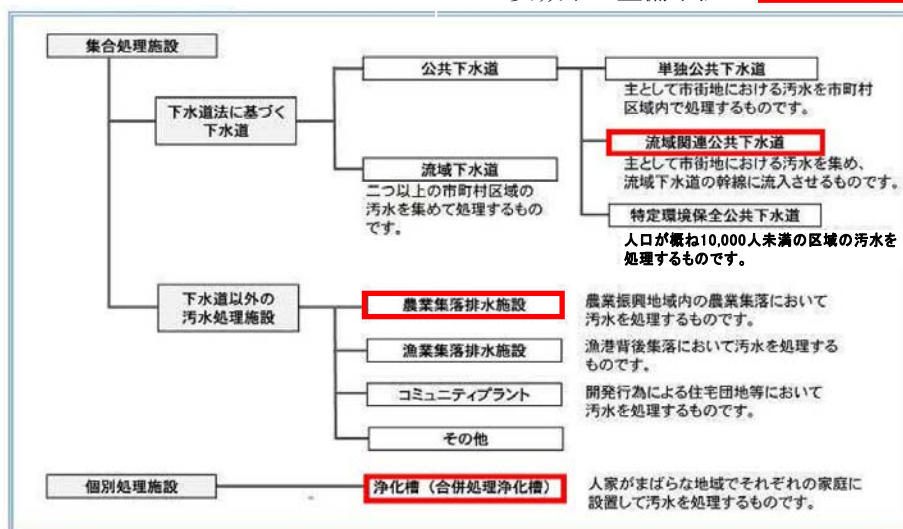 集合処理施設
下水道法に基づく
下水道
公共下水道
単独公共下水道
主として市街地における汚水を市町村
区域内で処理するものです。
流域関連公共下水道
主として市街地における汚水を集め、
流域下水道の幹線に流入させるものです。
流域下水道
二つ以上の市町村区域の
汚水を集めて処理するもの
です。
特定環境保全公共下水道
人口が概ね10,000人未満の区域の汚水を
処理するものです。
下水道以外の
汚水処理施設
農業集落排水施設
農業振興地域内の農業集落において
汚水を処理するものです。
漁業集落排水施設
漁港背後集落において汚水を処理する
ものです。
コミュニティプラント
開発行為による住宅団地等において
汚水を処理するものです。
その他
個別処理施設
浄化槽（合併処理浄化槽）
人家がまばらな地域でそれぞれの家庭に
設置して汚水を処理するものです。